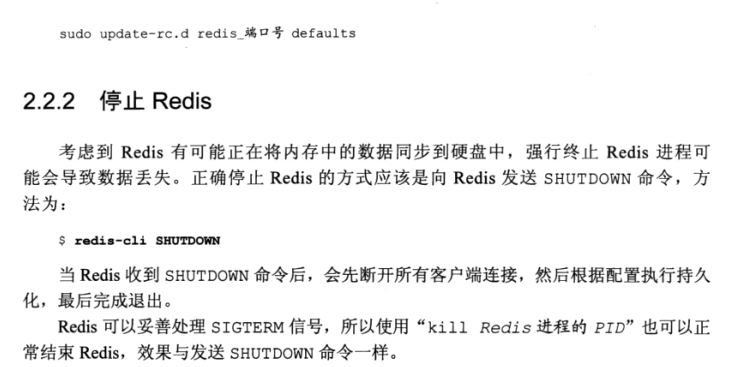 sudo update-rc.d redis_端口号 defaults
2.2.2 停止 Redis
考虑到 Redis 有可能正在将内存中的数据同步到硬盘中，强行终止 Redis 进程可
能会导致数据丢失。正确停止 Redis 的方式应该是向 Redis 发送 SHUTDOWN 命令，方
法为：
$ redis-cli SHUTDOWN
当 Redis 收到 SHUTDOWN 命令后，会先断开所有客户端连接，然后根据配置执行持久
化，最后完成退出。
Redis 可以妥善处理 SIGTERM 信号，所以使用“kill Redis 进程的 PID”也可以正
常结束 Redis，效果与发送 SHUTDOWN 命令一样。